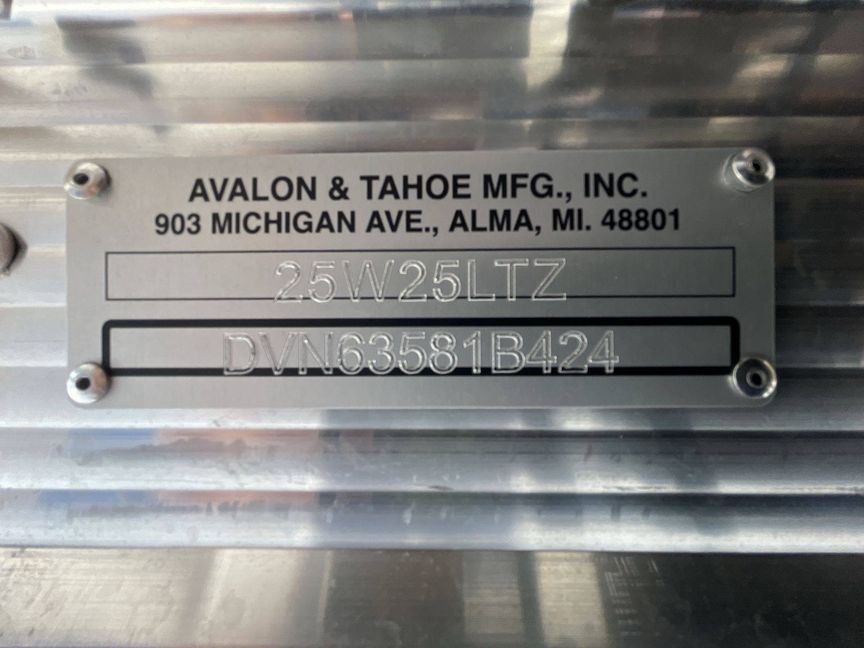 AVALON & TAHOE MFG., INC.
903 MICHIGAN AVE., ALMA, MI. 48801
25W25LTZ
DVN63581B424